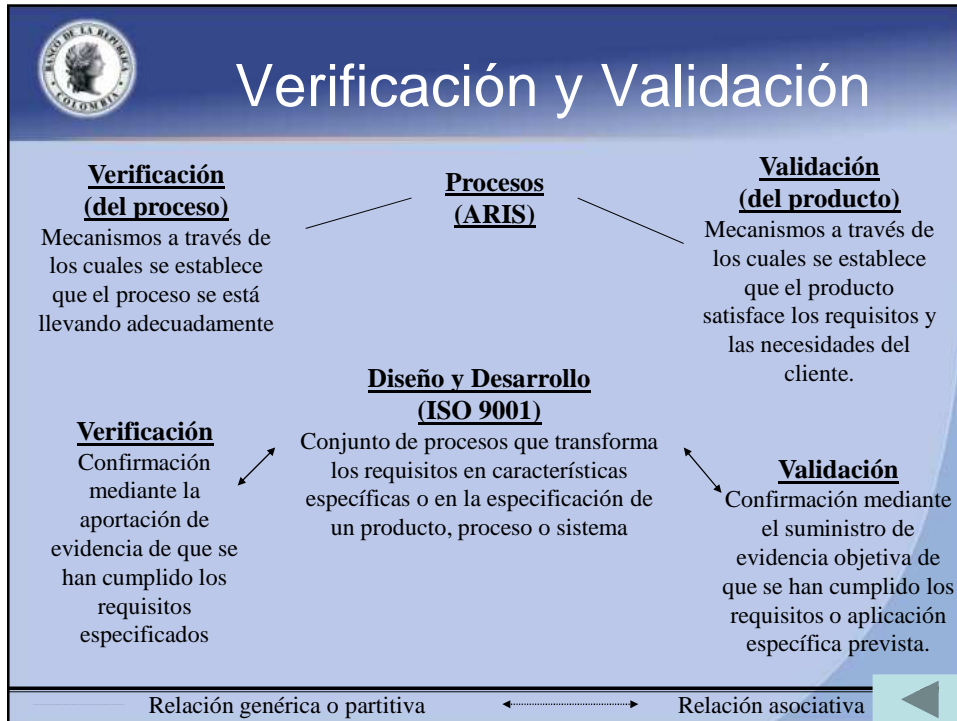 BANCO DE LA REPUBLICA
COLOMBIA
Verificación y Validación
Verificación
(del proceso)
Mecanismos a través de
los cuales se establece
que el proceso se está
llevando adecuadamente
Procesos
(ARIS)
Validación
(del producto)
Mecanismos a través de
los cuales se establece
que el producto
satisface los requisitos y
las necesidades del
cliente.
Diseño y Desarrollo
(ISO 9001)
Conjunto de procesos que transforma
los requisitos en características
específicas o en la especificación de
un producto, proceso o sistema
Verificación
Confirmación
mediante la
aportación de
evidencia de que se
han cumplido los
requisitos
especificados
Validación
Confirmación mediante
el suministro de
evidencia objetiva de
que se han cumplido los
requisitos o aplicación
específica prevista.
Relación genérica o partitiva
Relación asociativa